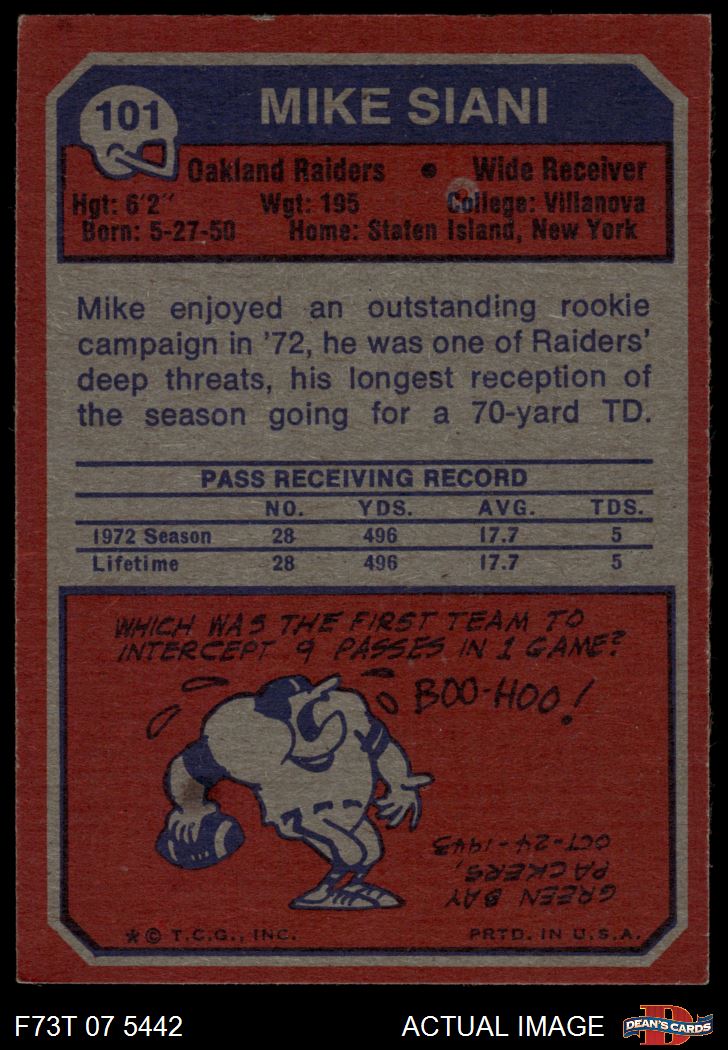 101
MIKE SIANI
Oakland Raiders • Wide Receiver
Hgt: 6'2" Wgt: 195 College: Villanova
Born: 5-27-50 Home: Staten Island, New York
Mike enjoyed an outstanding rookie
campaign in '72, he was one of Raiders'
deep threats, his longest reception of
the season going for a 70-yard TD.
PASS RECEIVING RECORD
NO. YDS. AVG. TDS.
1972 Season 28 496 17.7 5
Lifetime 28 496 17.7 5
WHICH WAS THE FIRST TEAM TO
INTERCEPT 9 PASSES IN 1 GAME?
BOO-HOO!
GREEN BAY
PACKERS,
OCT-24-1943
*© T.C.G., INC. PRTD. IN U.S.A.
F73T 07 5442 ACTUAL IMAGE
D
DEAN'S CARDS